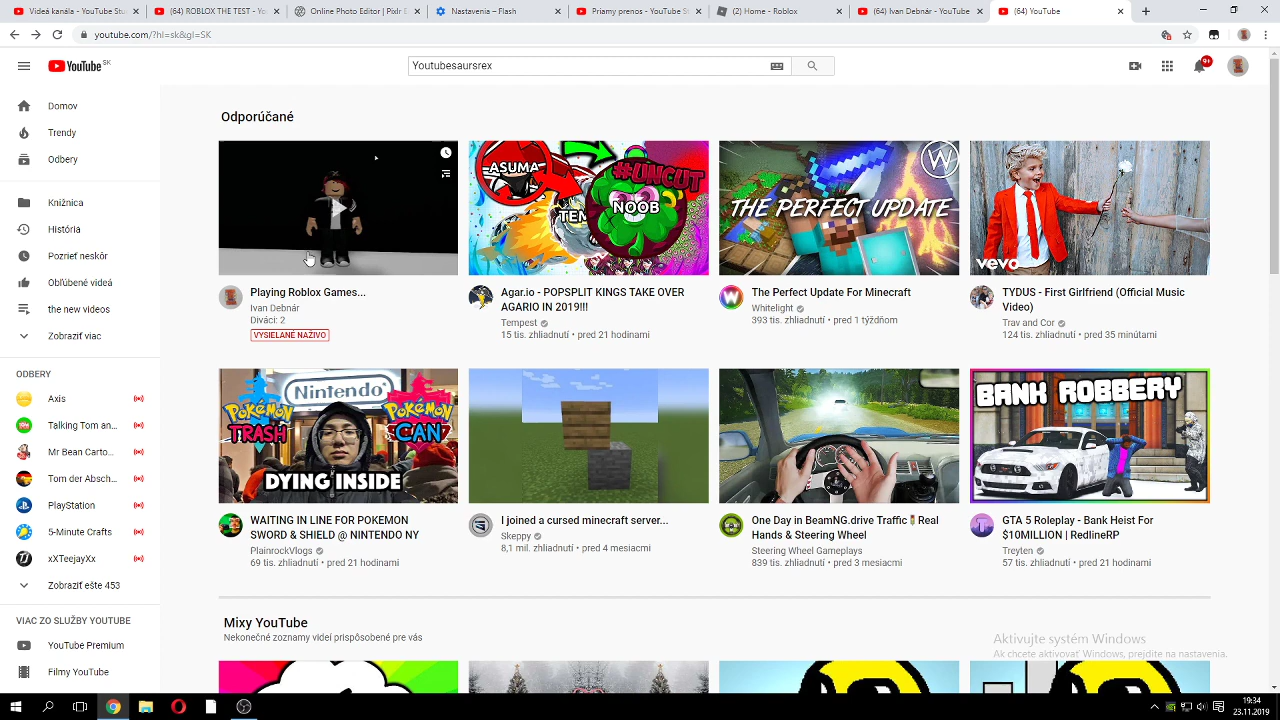 Videá kanála - YouTube Stu
(64) ROBLOX THE TEST - YouTu
Online Photo Editor | Pixlr E
Nastavenia - Flash
Priamy prenos - YouTube St
(2) Home - Roblox
(64) Ivan Debnár - YouTube
(64) YouTube
youtube.com/?hl=sk&gl=SK
YouTube SK
Youtubesaursrex
9+
Domov
Trendy
Odbery
Knižnica
História
Pozrieť neskôr
Obľúbené videá
the new videos
Zobraziť viac
ODBERY
Axis
Talking Tom an...
Mr Bean Carto...
Tom der Absch...
PlayStation
5-Minute Crafts
xXTeejayXx
Zobraziť ešte 453
VIAC ZO SLUŽBY YOUTUBE
YouTube Premium
Filmy YouTube
Odporúčané
ASUMA
#UNCUT
NOOB
TEM
W
THE PERFECT UPDATE
vevo
Playing Roblox Games...
Ivan Debnár
Diváci: 2
VYSIELANÉ NAŽIVO
Agar.io - POPSPLIT KINGS TAKE OVER
AGARIO IN 2019!!!
Tempest
15 tis. zhliadnutí • pred 21 hodinami
The Perfect Update For Minecraft
Whitelight
393 tis. zhliadnutí • pred 1 týždňom
TYDUS - First Girlfriend (Official Music
Video)
Trav and Cor
124 tis. zhliadnutí • pred 35 minútami
Nintendo
POKéMON
TRASH
POKéMON
CAN
DYING INSIDE
BANK ROBBERY
WAITING IN LINE FOR POKEMON
SWORD & SHIELD @ NINTENDO NY
PlainrockVlogs
69 tis. zhliadnutí • pred 21 hodinami
I joined a cursed minecraft server...
Skeppy
8,1 mil. zhliadnutí • pred 4 mesiacmi
One Day in BeamNG.drive Traffic🚦Real
Hands & Steering Wheel
Steering Wheel Gameplays
839 tis. zhliadnutí • pred 3 mesiacmi
GTA 5 Roleplay - Bank Heist For
$10MILLION | RedlineRP
Treyten
57 tis. zhliadnutí • pred 21 hodinami
Mixy YouTube
Nekonečné zoznamy videí prispôsobené pre vás
Aktivujte systém Windows
Ak chcete aktivovať Windows, prejdite na nastavenia.
19:34
23.11.2019